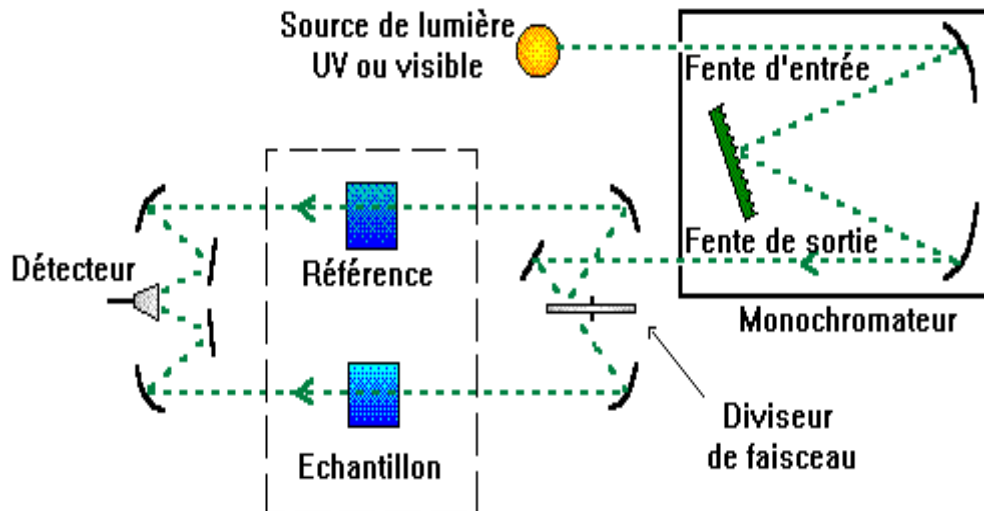 Source de lumière
UV ou visible
Fente d'entrée
Fente de sortie
Monochromateur
Détecteur
Référence
Echantillon
Diviseur
de faisceau